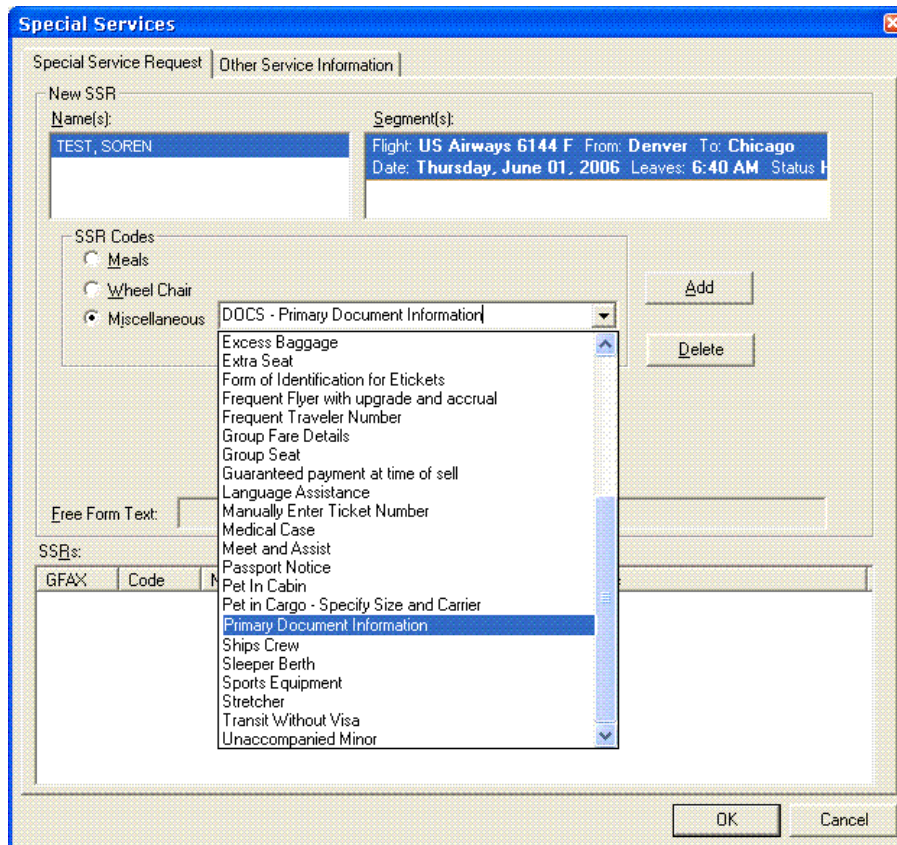 Special Services
Special Service Request
Other Service Information
New SSR
Name(s):
Segment(s):
TEST, SOREN
Flight: US Airways 6144 F From: Denver To: Chicago
Date: Thursday, June 01, 2006 Leaves: 6:40 AM Status
SSR Codes
Meals
Wheel Chair
Miscellaneous
DOCS - Primary Document Information
Add
Delete
Excess Baggage
Extra Seat
Form of Identification for Etickets
Frequent Flyer with upgrade and accrual
Frequent Traveler Number
Group Fare Details
Group Seat
Guaranteed payment at time of sell
Language Assistance
Manually Enter Ticket Number
Medical Case
Meet and Assist
Passport Notice
Pet In Cabin
Pet in Cargo - Specify Size and Carrier
Primary Document Information
Ships Crew
Sleeper Berth
Sports Equipment
Stretcher
Transit Without Visa
Unaccompanied Minor
Free Form Text:
SSRs:
GFAX Code
OK
Cancel